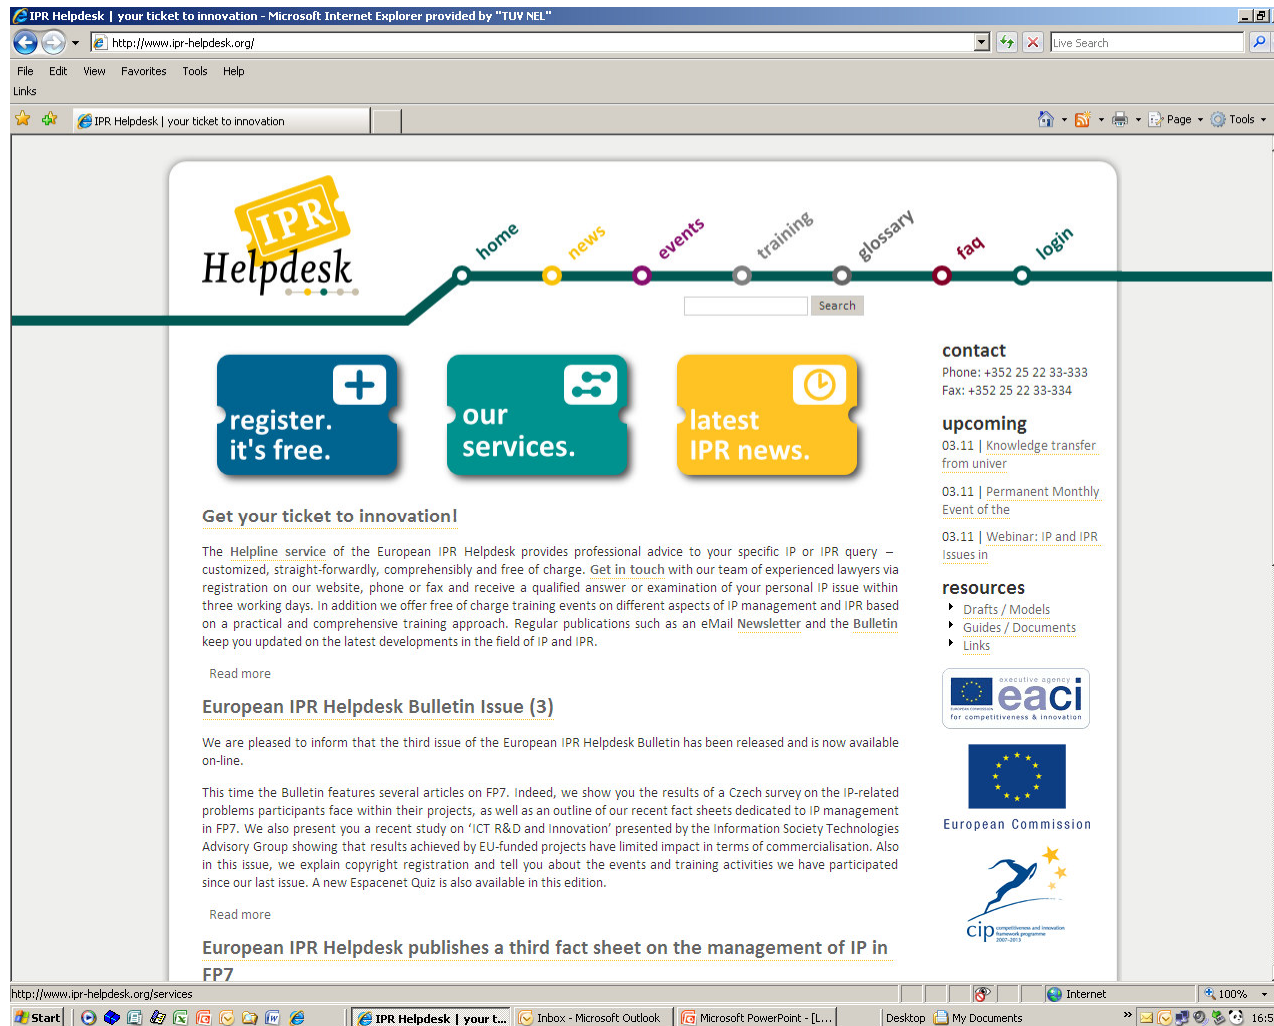 IPR Helpdesk | your ticket to innovation - Microsoft Internet Explorer provided by "TUV NEL"
http://www.ipr-helpdesk.org/
Live Search
File Edit View Favorites Tools Help
Links
IPR Helpdesk | your ticket to innovation
Page Tools
IPR
Helpdesk
home
news
events
training
glossary
faq
login
Search
register.
it's free.
our
services.
latest
IPR news.
contact
Phone: +352 25 22 33-333
Fax: +352 25 22 33-334
upcoming
03.11 | Knowledge transfer
from univer
03.11 | Permanent Monthly
Event of the
03.11 | Webinar: IP and IPR
Issues in
resources
Drafts / Models
Guides / Documents
Links
EUROPEAN COMMISSION
executive agency
eaci
for competitiveness & innovation
European Commission
cip competitiveness and innovation
framework programme
2007-2013
Get your ticket to innovation!
The Helpline service of the European IPR Helpdesk provides professional advice to your specific IP or IPR query –
customized, straight-forwardly, comprehensibly and free of charge. Get in touch with our team of experienced lawyers via
registration on our website, phone or fax and receive a qualified answer or examination of your personal IP issue within
three working days. In addition we offer free of charge training events on different aspects of IP management and IPR based
on a practical and comprehensive training approach. Regular publications such as an eMail Newsletter and the Bulletin
keep you updated on the latest developments in the field of IP and IPR.
Read more
European IPR Helpdesk Bulletin Issue (3)
We are pleased to inform that the third issue of the European IPR Helpdesk Bulletin has been released and is now available
on-line.
This time the Bulletin features several articles on FP7. Indeed, we show you the results of a Czech survey on the IP-related
problems participants face within their projects, as well as an outline of our recent fact sheets dedicated to IP management
in FP7. We also present you a recent study on ‘ICT R&D and Innovation’ presented by the Information Society Technologies
Advisory Group showing that results achieved by EU-funded projects have limited impact in terms of commercialisation. Also
in this issue, we explain copyright registration and tell you about the events and training activities we have participated
since our last issue. A new Espacenet Quiz is also available in this edition.
Read more
European IPR Helpdesk publishes a third fact sheet on the management of IP in
FP7
http://www.ipr-helpdesk.org/services
Internet
100%
Start
IPR Helpdesk | your t...
Inbox - Microsoft Outlook
Microsoft PowerPoint - [L...
Desktop
My Documents
16:5